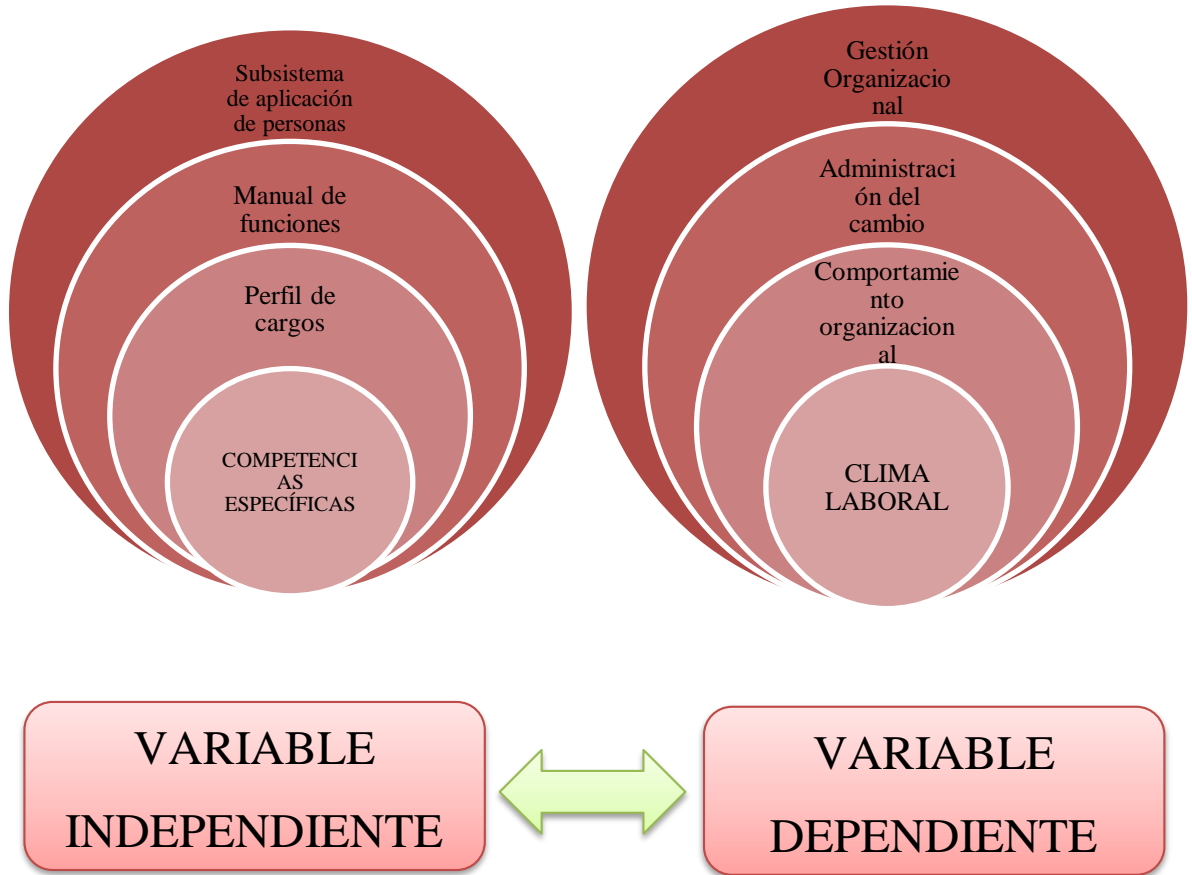 Subsistema
de aplicación
de personas
Manual de
funciones
Perfil de
cargos
COMPETENCI
AS
ESPECÍFICAS
Gestión
Organizacio
nal
Administraci
ón del
cambio
Comportamie
nto
organizacion
al
CLIMA
LABORAL
VARIABLE
INDEPENDIENTE
VARIABLE
DEPENDIENTE